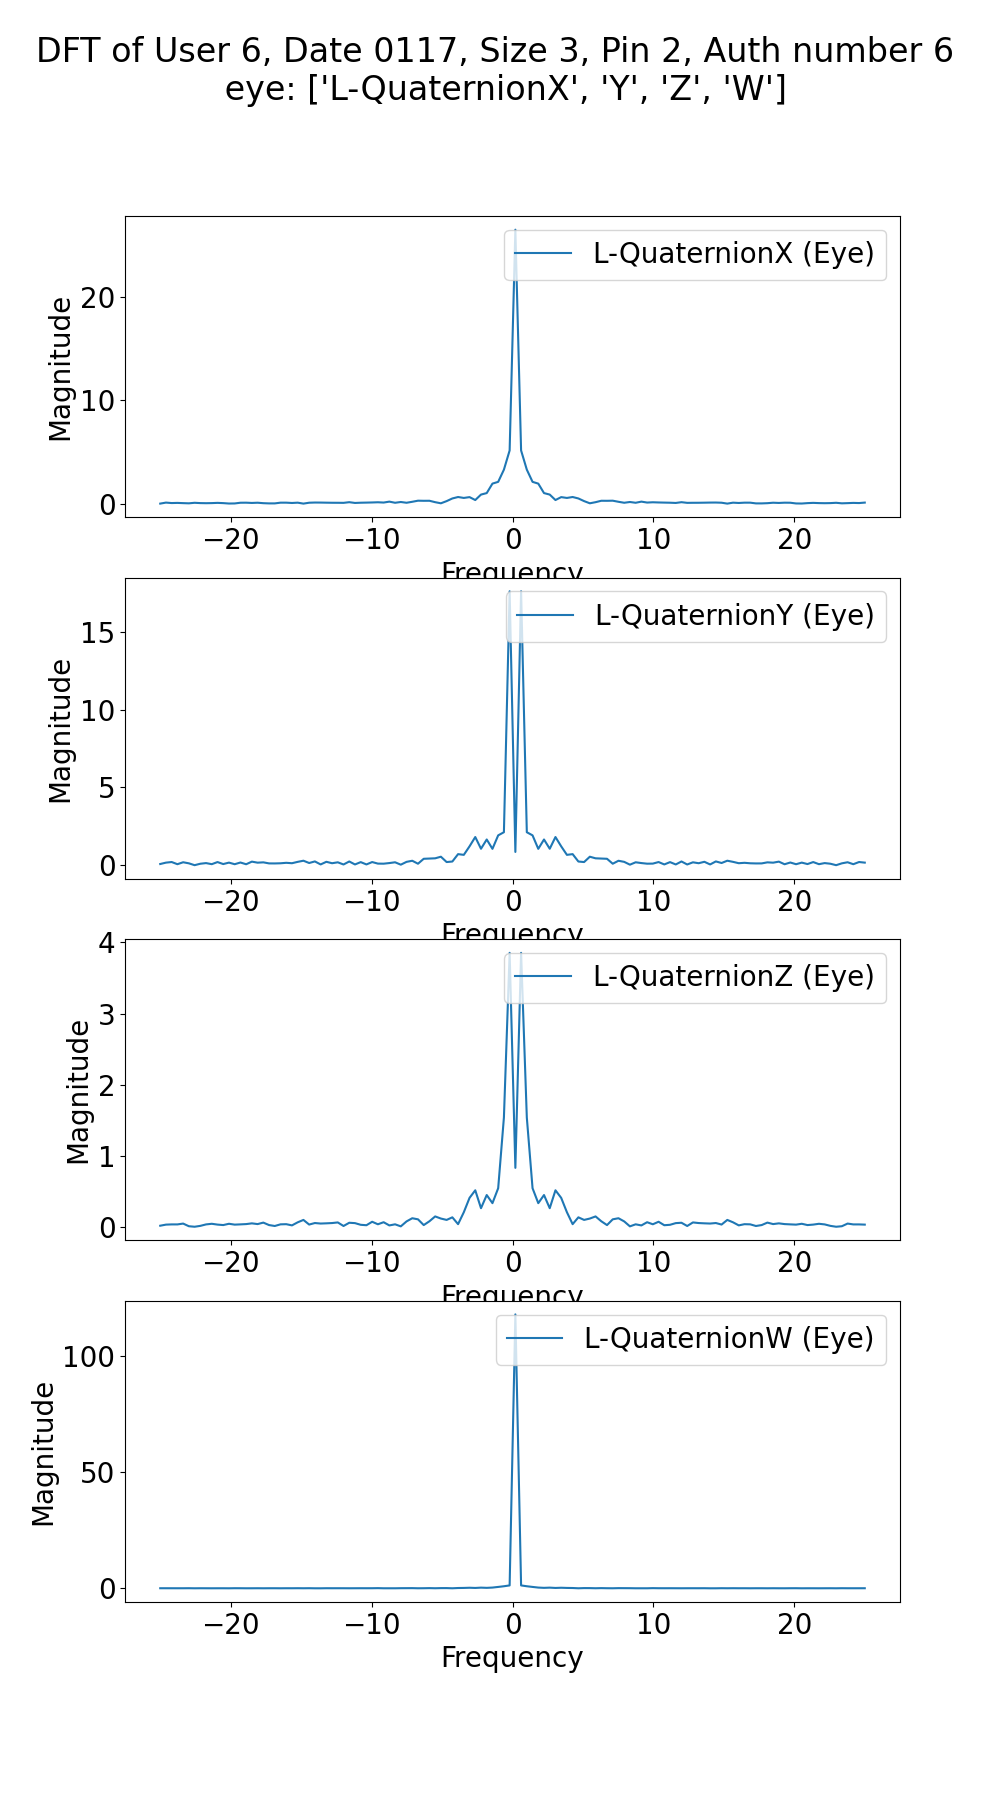 DFT of User 6, Date 0117, Size 3, Pin 2, Auth number 6
eye: ['L-QuaternionX', 'Y', 'Z', 'W']
L-QuaternionX (Eye)
Magnitude
20
10
0
−20 −10 0 10 20
Frequency
L-QuaternionY (Eye)
Magnitude
15
10
5
0
−20 −10 0 10 20
Frequency
L-QuaternionZ (Eye)
Magnitude
4
3
2
1
0
−20 −10 0 10 20
Frequency
L-QuaternionW (Eye)
Magnitude
100
50
0
−20 −10 0 10 20
Frequency